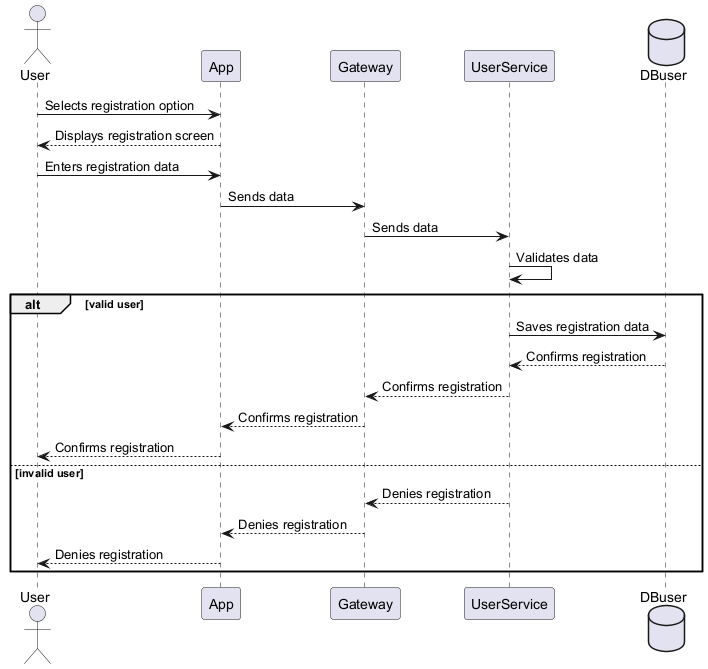 User
App
Gateway
UserService
DBuser
Selects registration option
Displays registration screen
Enters registration data
Sends data
Sends data
Validates data
alt
[valid user]
Saves registration data
Confirms registration
Confirms registration
Confirms registration
Confirms registration
[invalid user]
Denies registration
Denies registration
Denies registration
User
App
Gateway
UserService
DBuser